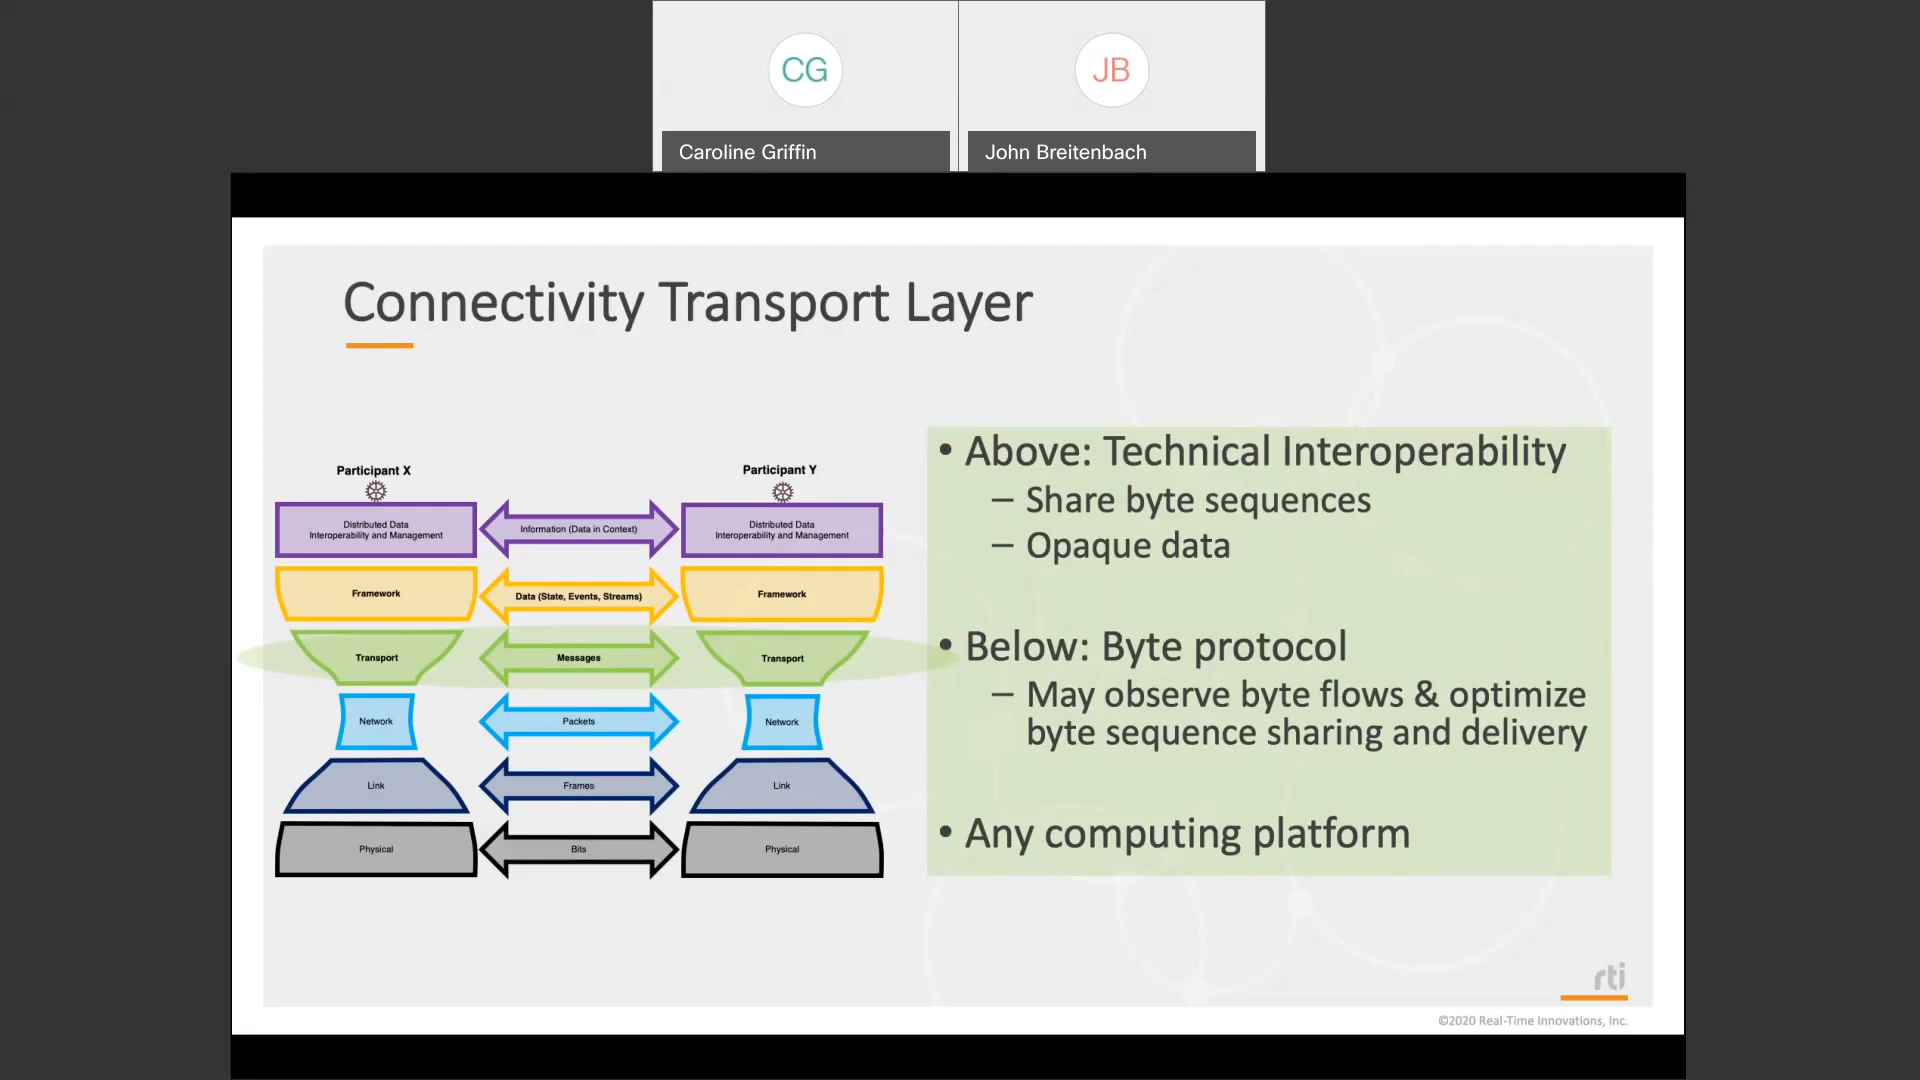 CG
JB
Caroline Griffin
John Breitenbach
Connectivity Transport Layer
Participant X
Participant Y
Distributed Data
Interoperability and Management
Information (Data in Context)
Distributed Data
Interoperability and Management
Framework
Data (State, Events, Streams)
Framework
Transport
Messages
Transport
Network
Packets
Network
Link
Frames
Link
Physical
Bits
Physical
• Above: Technical Interoperability
– Share byte sequences
– Opaque data
• Below: Byte protocol
– May observe byte flows & optimize
byte sequence sharing and delivery
• Any computing platform
rti
©2020 Real-Time Innovations, Inc.